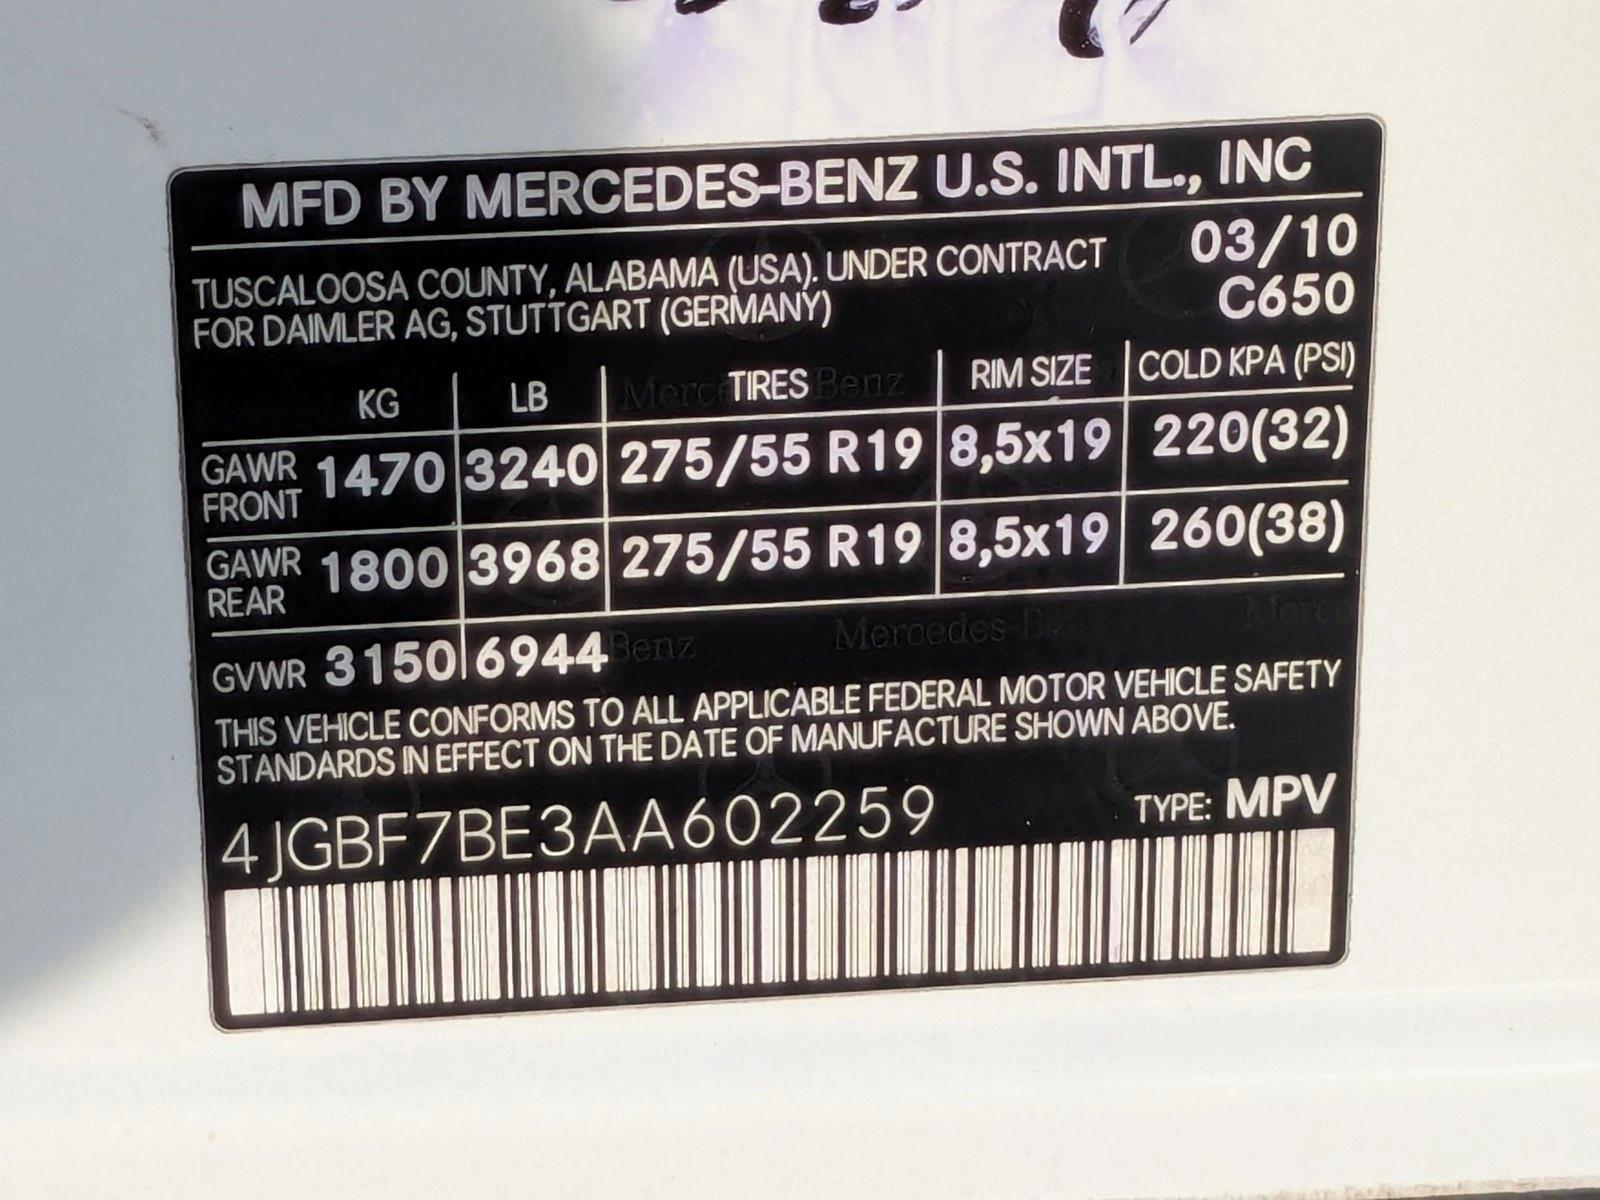 MFD BY MERCEDES-BENZ U.S. INTL., INC
03/10
TUSCALOOSA COUNTY, ALABAMA (USA). UNDER CONTRACT
FOR DAIMLER AG, STUTTGART (GERMANY)
C650
KG LB TIRES RIM SIZE COLD KPA (PSI)
GAWR FRONT 1470 3240 275/55 R19 8,5x19 220(32)
GAWR REAR 1800 3968 275/55 R19 8,5x19 260(38)
GVWR 3150 6944
THIS VEHICLE CONFORMS TO ALL APPLICABLE FEDERAL MOTOR VEHICLE SAFETY
STANDARDS IN EFFECT ON THE DATE OF MANUFACTURE SHOWN ABOVE.
4JGBF7BE3AA602259
TYPE: MPV